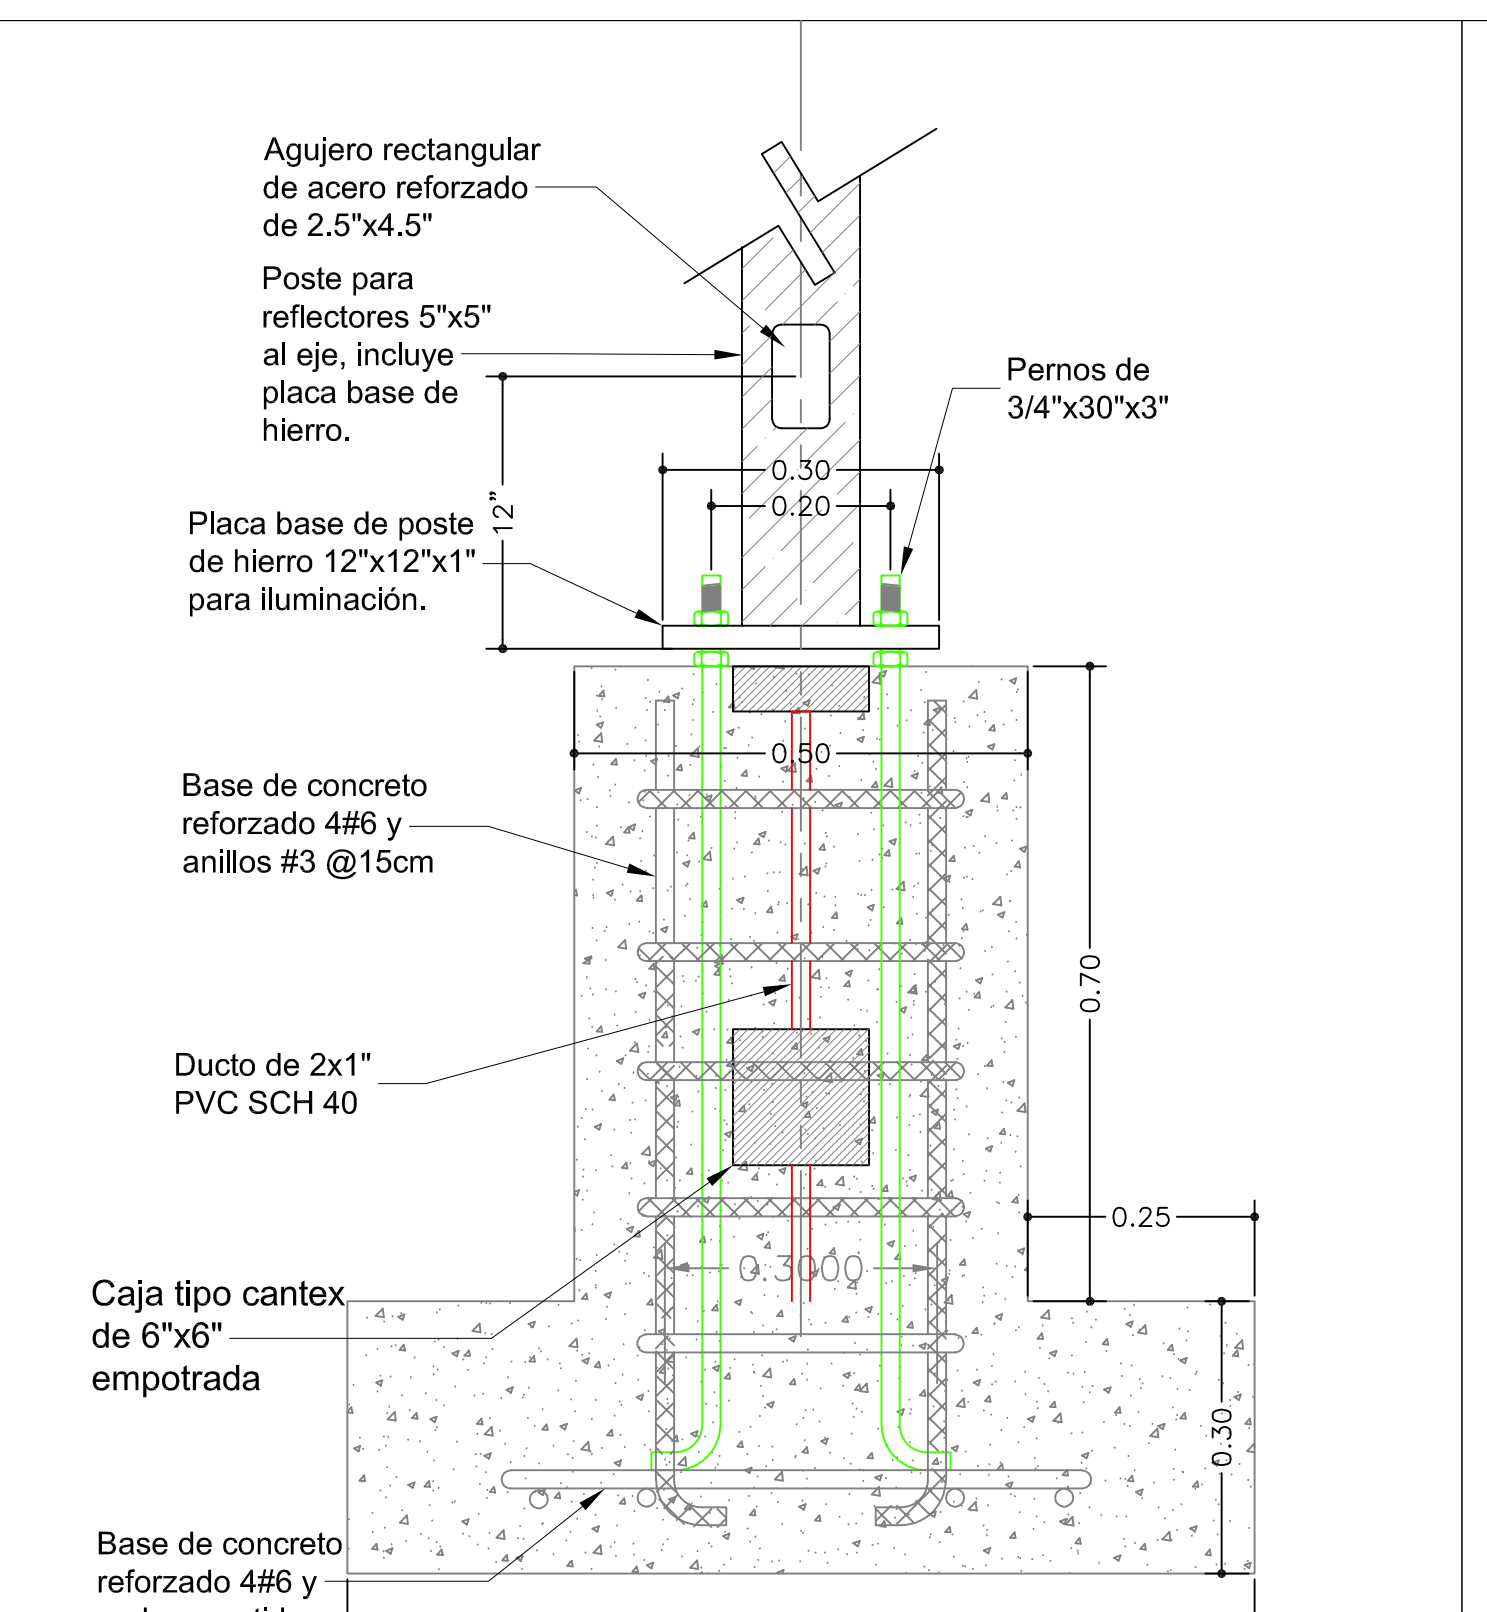 Agujero rectangular
de acero reforzado
de 2.5"x4.5"
Poste para
reflectores 5"x5"
al eje, incluye
placa base de
hierro.
Pernos de
3/4"x30"x3"
0.30
0.20
12"
Placa base de poste
de hierro 12"x12"x1"
para iluminación.
0.50
Base de concreto
reforzado 4#6 y
anillos #3 @15cm
0.70
Ducto de 2x1"
PVC SCH 40
0.25
0.3000
Caja tipo cantex
de 6"x6"
empotrada
0.30
Base de concreto
reforzado 4#6 y